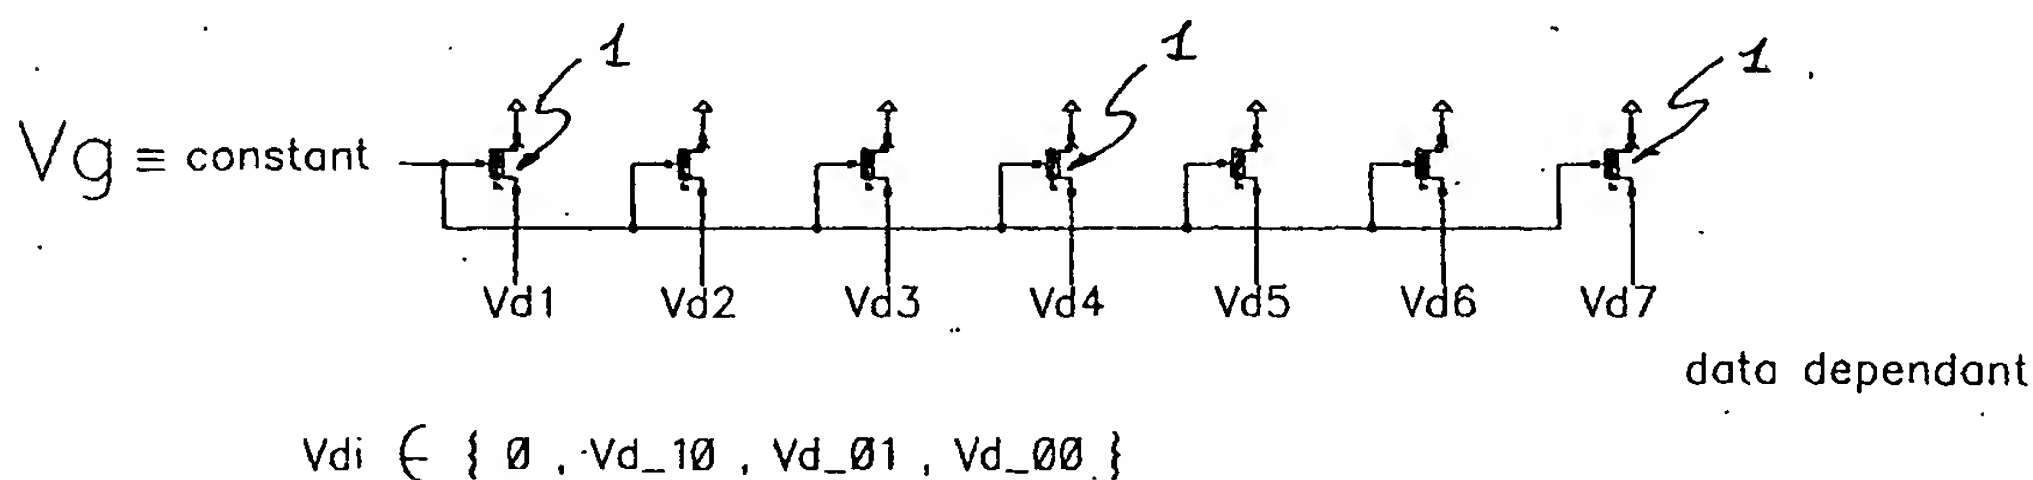 1 1 1
Vg ≡ constant
Vd1 Vd2 Vd3 Vd4 Vd5 Vd6 Vd7
data dependant
Vdi ∈ { 0 , Vd_10 , Vd_01 , Vd_00 }